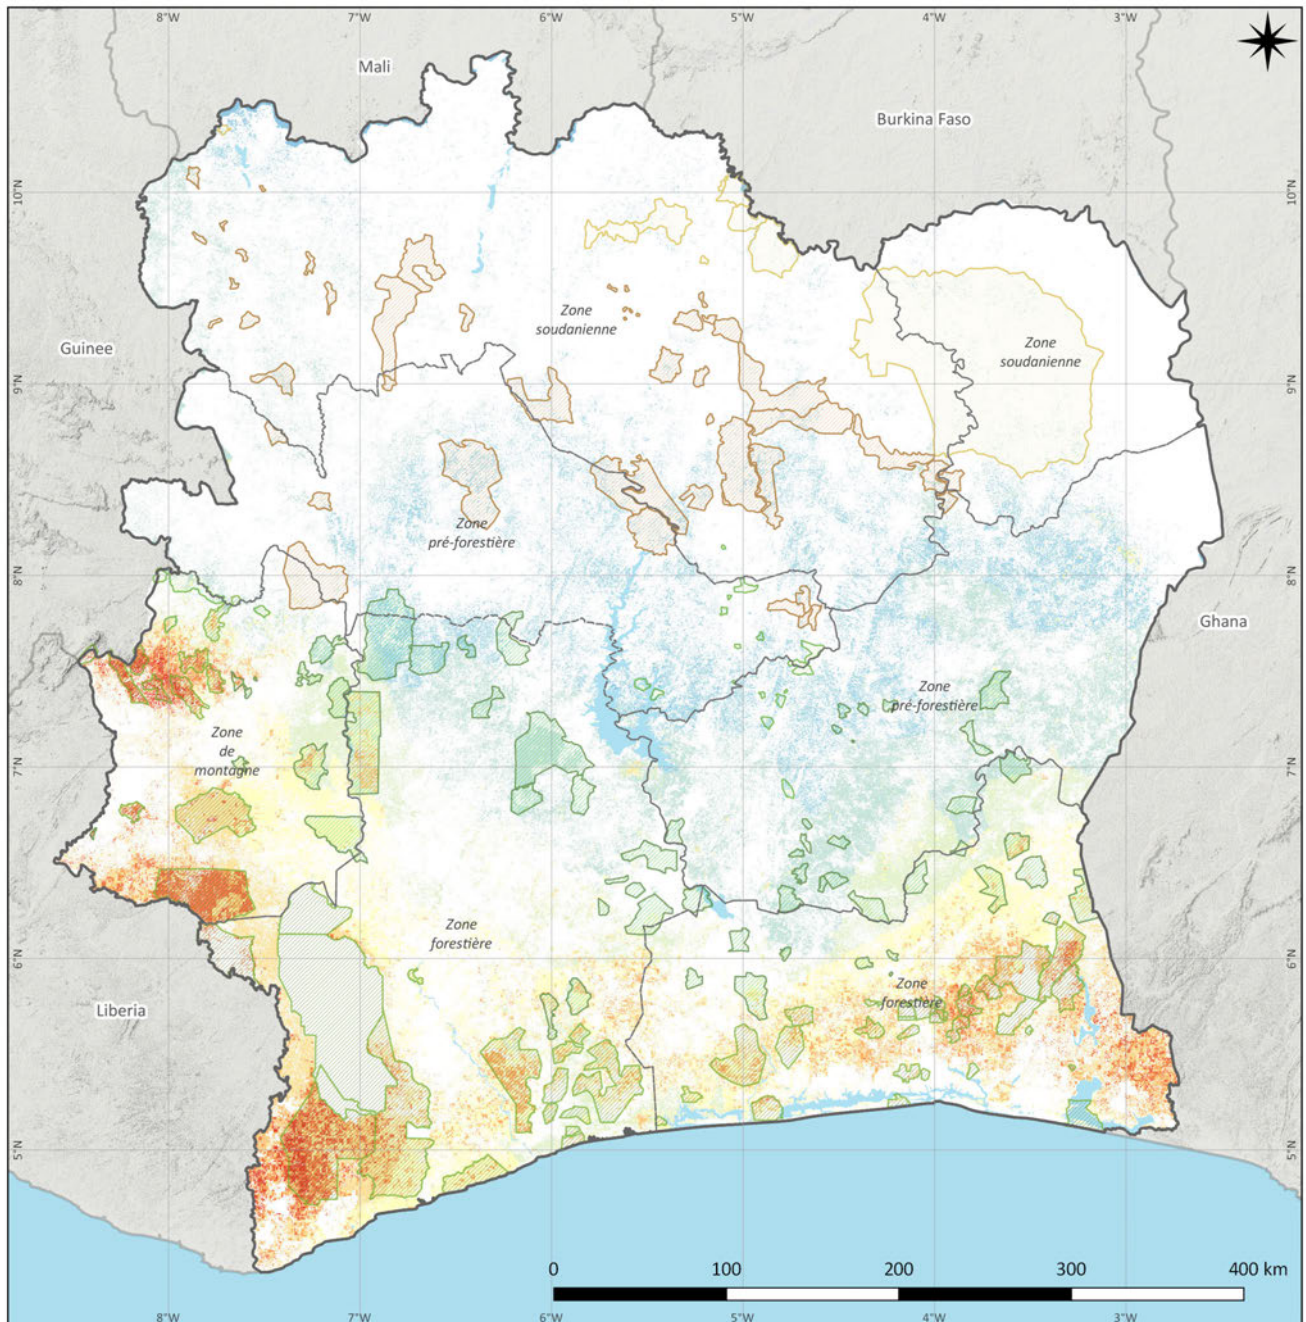 8°W
7°W
6°W
5°W
4°W
3°W
Mali
Burkina Faso
10°N
10°N
Zone
soudanienne
Zone
soudanienne
Guinee
9°N
9°N
Zone
pré-forestière
8°N
8°N
Ghana
Zone
pré-forestière
Zone
de
montagne
7°N
7°N
Zone
forestière
6°N
6°N
Zone
forestière
Liberia
5°N
5°N
0
100
200
300
400 km
8°W
7°W
6°W
5°W
4°W
3°W